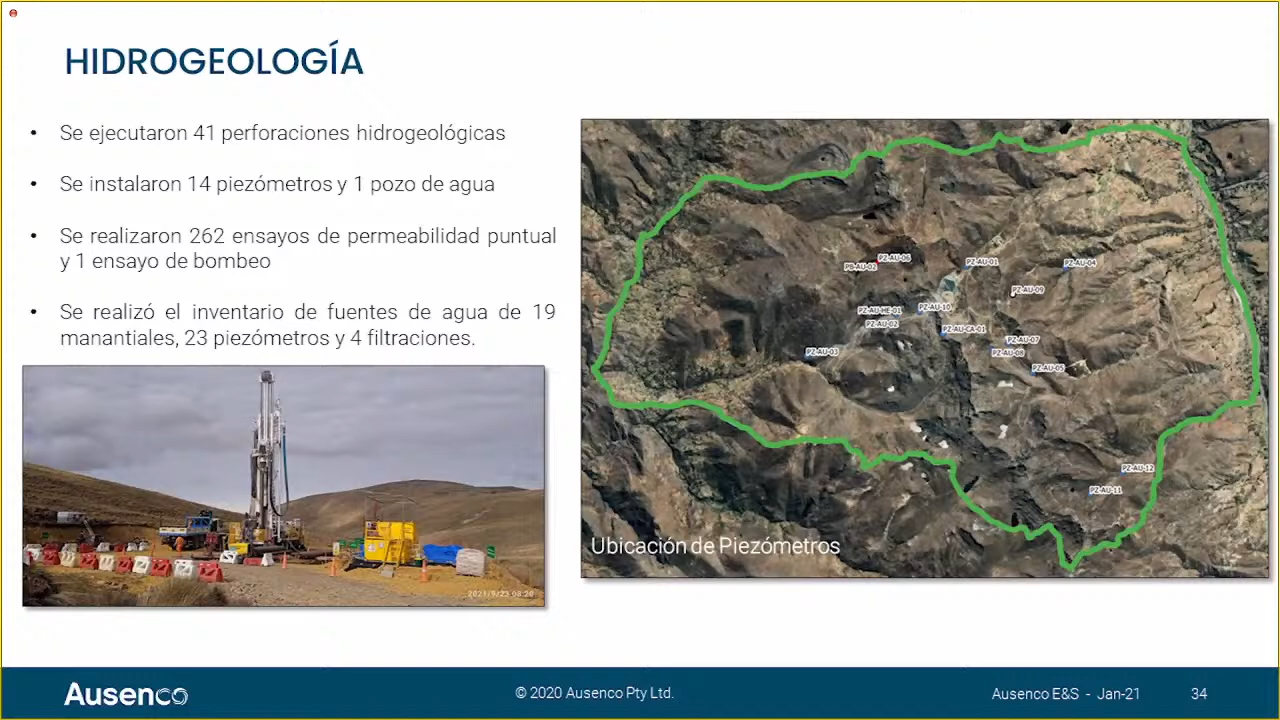 HIDROGEOLOGÍA
• Se ejecutaron 41 perforaciones hidrogeológicas
• Se instalaron 14 piezómetros y 1 pozo de agua
• Se realizaron 262 ensayos de permeabilidad puntual
y 1 ensayo de bombeo
• Se realizó el inventario de fuentes de agua de 19
manantiales, 23 piezómetros y 4 filtraciones.
2021/9/23 08:20
PZ-AU-06
PB-AU-02
PZ-AU-01
PZ-AU-04
PZ-AU-09
PZ-AU-HE-01
PZ-AU-10
PZ-AU-02
PZ-AU-CA-01
PZ-AU-07
PZ-AU-03
PZ-AU-08
PZ-AU-05
PZ-AU-12
PZ-AU-11
Ubicación de Piezómetros
Ausenco
© 2020 Ausenco Pty Ltd.
Ausenco E&S - Jan-21
34